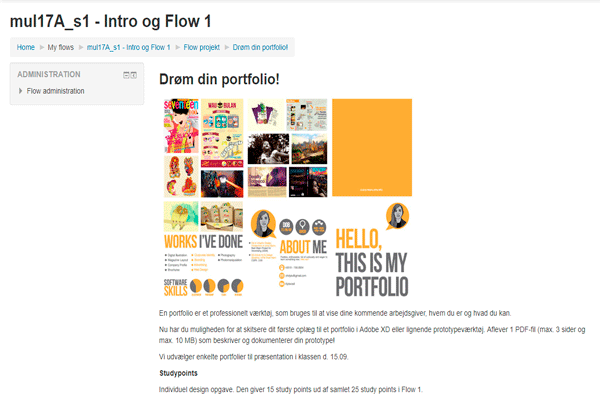 mul17A_s1 - Intro og Flow 1
Home ▶ My flows ▶ mul17A_s1 - Intro og Flow 1 ▶ Flow projekt ▶ Drøm din portfolio!
ADMINISTRATION
Flow administration
Drøm din portfolio!
seventeen
WAU BULAN
WORKS I'VE DONE
SOFTWARE
SKILLS
ABOUT ME
HELLO,
THIS IS MY
PORTFOLIO
En portfolio er et professionelt værktøj, som bruges til at vise dine kommende arbejdsgiver, hvem du er og hvad du kan.
Nu har du muligheden for at skitsere dit første oplæg til et portfolio i Adobe XD eller lignende prototypeværktøj. Aflever 1 PDF-fil (max. 3 sider og
max. 10 MB) som beskriver og dokumenterer din prototype!
Vi udvælger enkelte portfolier til præsentation i klassen d. 15.09.
Studypoints
Individuel design opgave. Den giver 15 study points ud af samlet 25 study points i Flow 1.